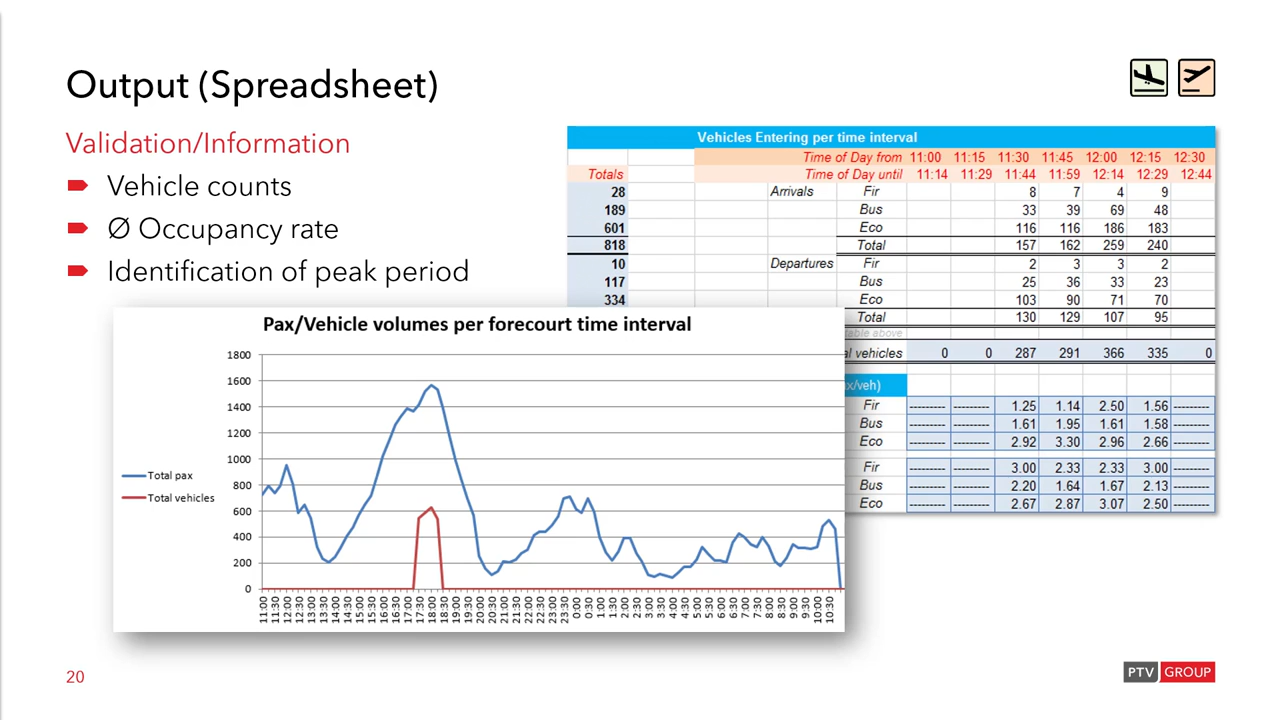 Output (Spreadsheet)
Validation/Information
Vehicle counts
Ø Occupancy rate
Identification of peak period
Vehicles Entering per time interval
Time of Day from 11:00 11:15 11:30 11:45 12:00 12:15 12:30
Totals Time of Day until 11:14 11:29 11:44 11:59 12:14 12:29 12:44
28 Arrivals Fir 8 7 4 9
189 Bus 33 39 69 48
601 Eco 116 116 186 183
818 Total 157 162 259 240
10 Departures Fir 2 3 3 2
117 Bus 25 36 33 23
334 Eco 103 90 71 70
Total 130 129 107 95
table above
al vehicles 0 0 287 291 366 335 0
x/veh)
Fir --------- --------- 1.25 1.14 2.50 1.56 ---------
Bus --------- --------- 1.61 1.95 1.61 1.58 ---------
Eco --------- --------- 2.92 3.30 2.96 2.66 ---------
Fir --------- --------- 3.00 2.33 2.33 3.00 ---------
Bus --------- --------- 2.20 1.64 1.67 2.13 ---------
Eco --------- --------- 2.67 2.87 3.07 2.50 ---------
Pax/Vehicle volumes per forecourt time interval
1800
1600
1400
1200
1000
800
600
400
200
0
Total pax
Total vehicles
11:00 11:30 12:00 12:30 13:00 13:30 14:00 14:30 15:00 15:30 16:00 16:30 17:00 17:30 18:00 18:30 19:00 19:30 20:00 20:30 21:00 21:30 22:00 22:30 23:00 23:30 0:00 0:30 1:00 1:30 2:00 2:30 3:00 3:30 4:00 4:30 5:00 5:30 6:00 6:30 7:00 7:30 8:00 8:30 9:00 9:30 10:00 10:30
20
PTV GROUP